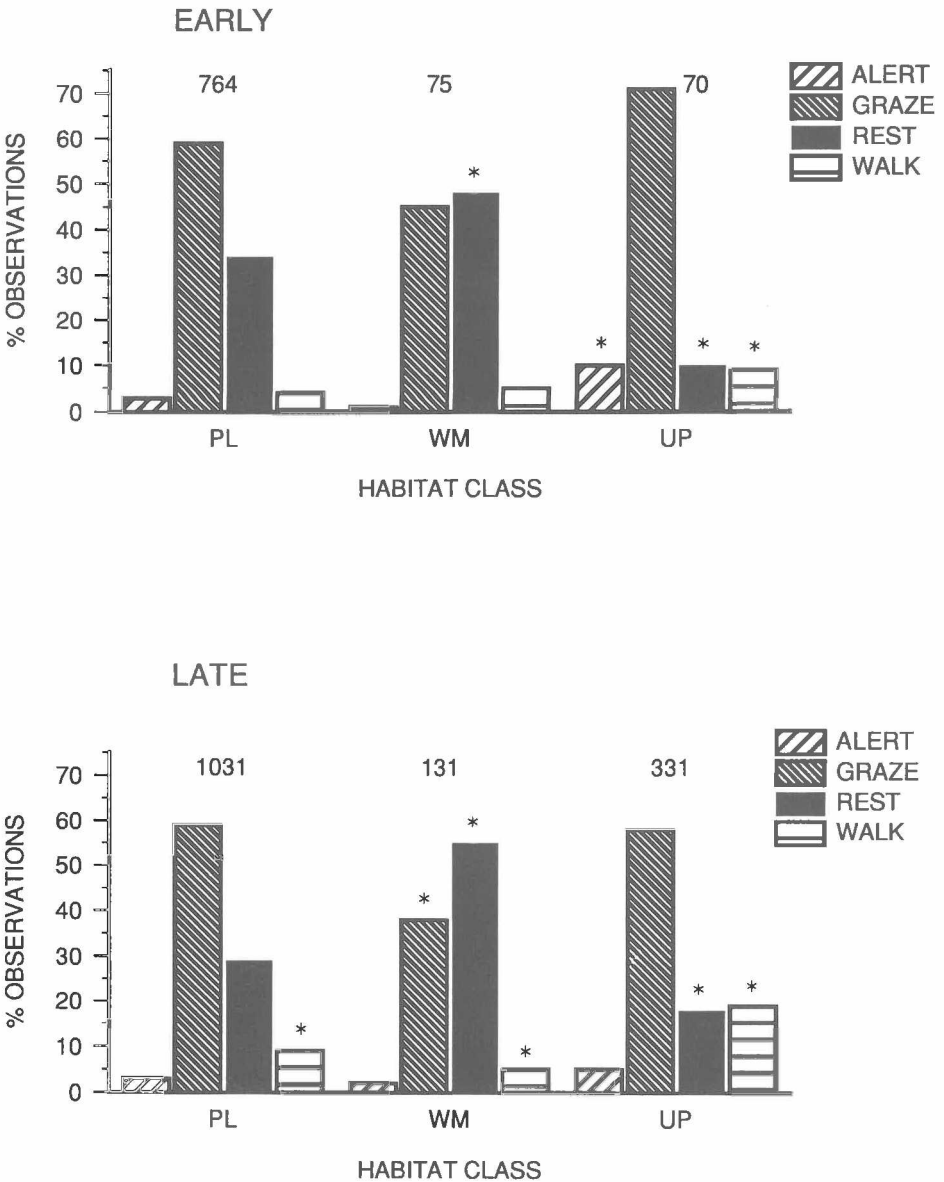 EARLY
764 75 70
ALERT
GRAZE
REST
WALK
% OBSERVATIONS
70
60
50
40
30
20
10
0
*
* * *
PL WM UP
HABITAT CLASS
LATE
1031 131 331
ALERT
GRAZE
REST
WALK
% OBSERVATIONS
70
60
50
40
30
20
10
0
*
*
* *
* *
PL WM UP
HABITAT CLASS